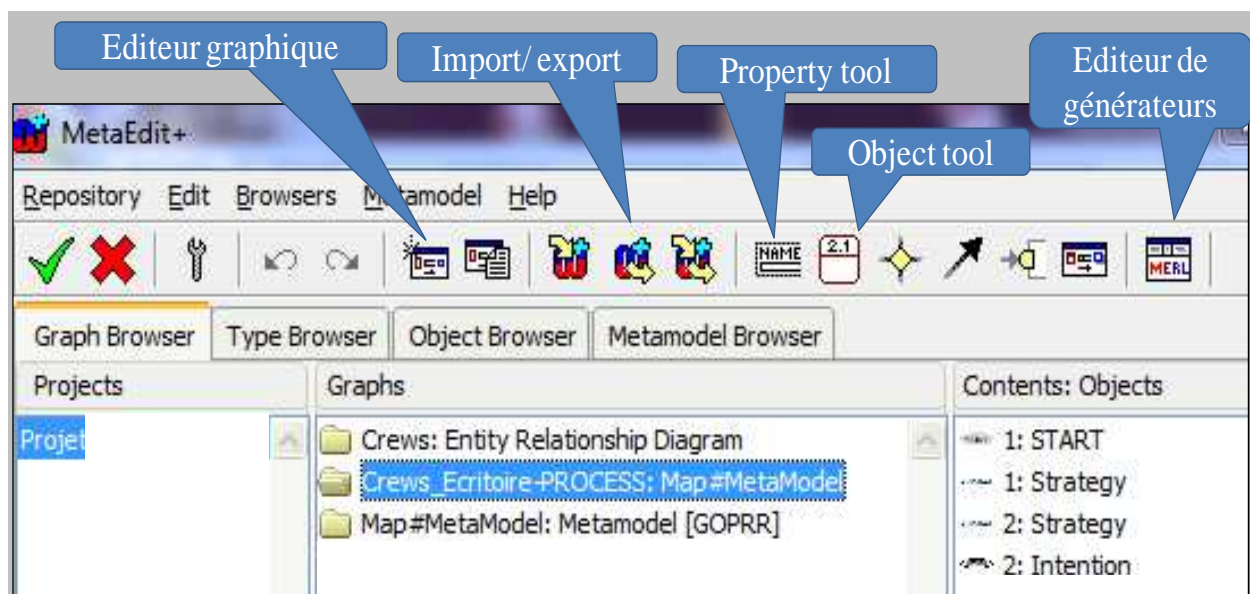 Editeur graphique
Import/ export
Property tool
Editeur de
générateurs
Object tool
MetaEdit+
Repository Edit Browsers Metamodel Help
NAME
2.1
MERL
Graph Browser Type Browser Object Browser Metamodel Browser
Projects Graphs Contents: Objects
Projet
Crews: Entity Relationship Diagram
Crews_Ecritoire-PROCESS: Map#MetaModel
Map#MetaModel: Metamodel [GOPRR]
1: START
1: Strategy
2: Strategy
2: Intention